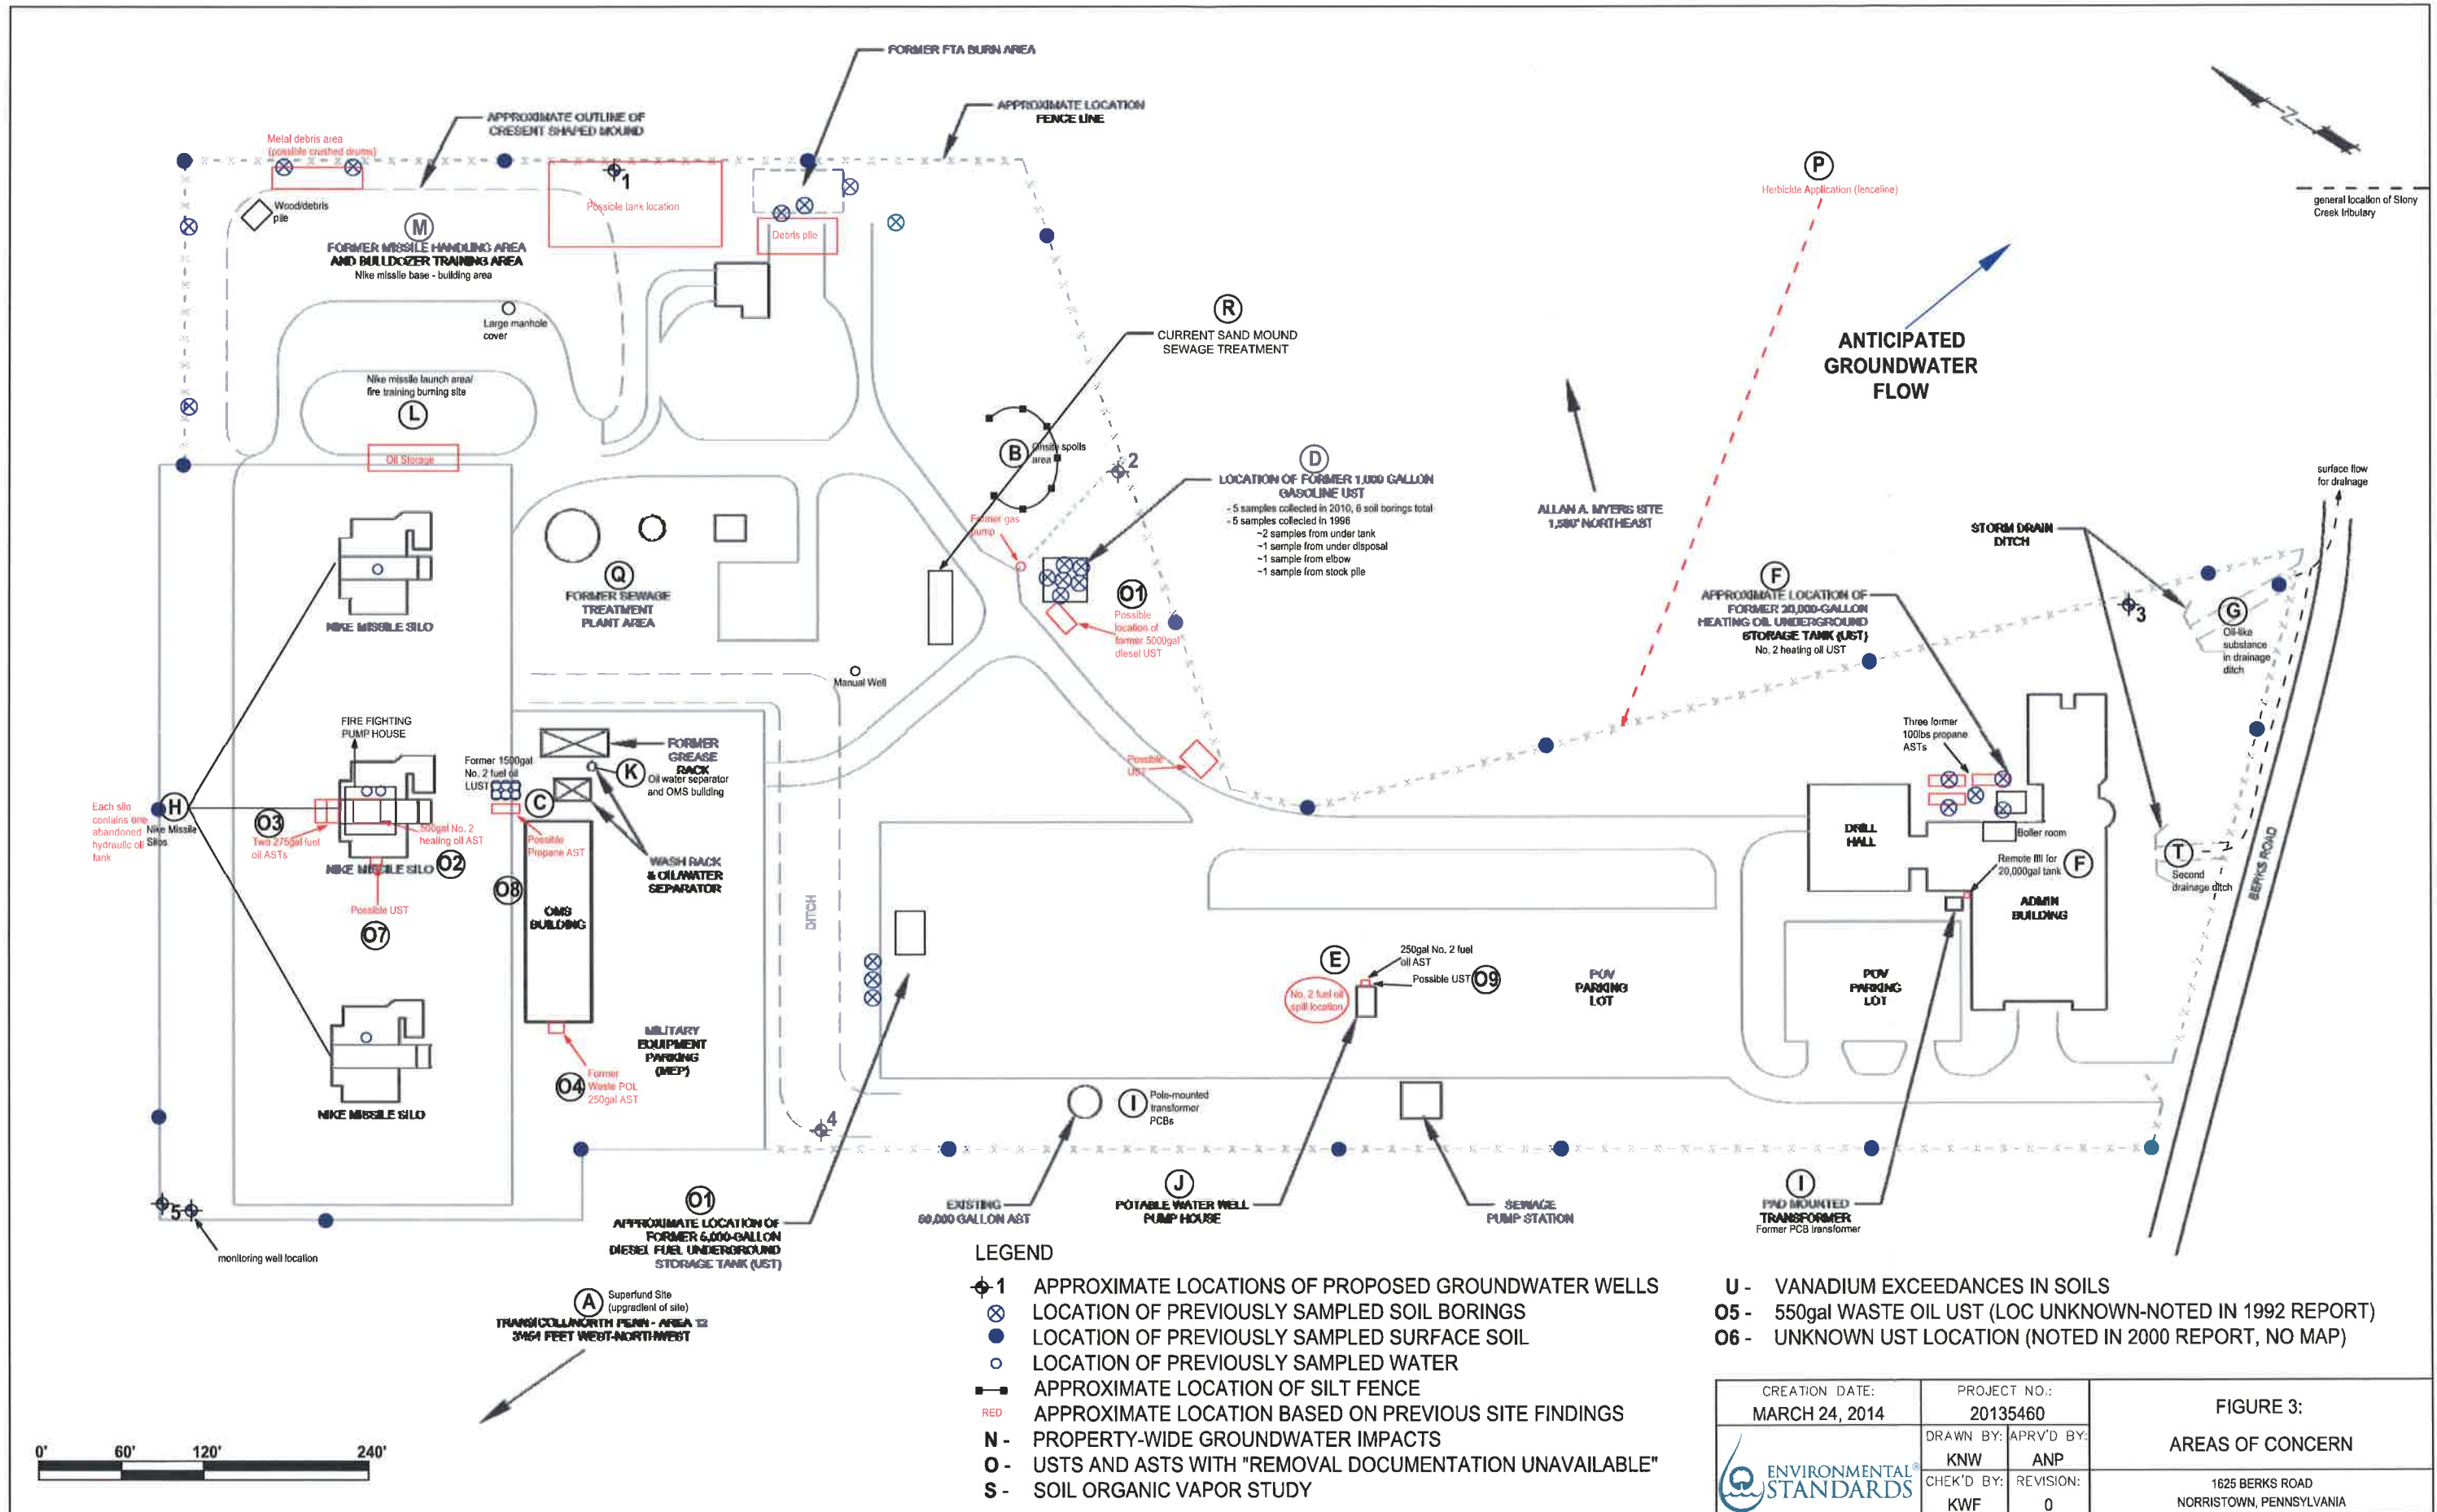 FORMER FTA BURN AREA
APPROXIMATE LOCATION
FENCE LINE
APPROXIMATE OUTLINE OF
CRESENT SHAPED MOUND
Metal debris area
(possible crushed drums)
Wood/debris
pile
M
FORMER MISSILE HANDLING AREA
AND BULLDOZER TRAINING AREA
Nike missile base - building area
1
Possible tank location
Debris pile
Large manhole
cover
Nike missile launch area/
fire training burning site
L
Oil Storage
P
Herbicide Application (fenceline)
Z
general location of Stony
Creek tributary
ANTICIPATED
GROUNDWATER
FLOW
R
CURRENT SAND MOUND
SEWAGE TREATMENT
B
Onsite spoils
area
2
Former gas
pump
D
LOCATION OF FORMER 1,000 GALLON
GASOLINE UST
- 5 samples collected in 2010, 6 soil borings total
- 5 samples collected in 1996
~2 samples from under tank
~1 sample from under disposal
~1 sample from elbow
~1 sample from stock pile
O1
Possible
location of
former 5000gal
diesel UST
ALLAN A. MYERS SITE
1,580' NORTHEAST
surface flow
for drainage
STORM DRAIN
DITCH
F
APPROXIMATE LOCATION OF
FORMER 20,000-GALLON
HEATING OIL UNDERGROUND
STORAGE TANK (UST)
No. 2 heating oil UST
3
G
Oil-like
substance
in drainage
ditch
NIKE MISSILE SILO
Q
FORMER SEWAGE
TREATMENT
PLANT AREA
Manual Well
FIRE FIGHTING
PUMP HOUSE
Former 1500gal
No. 2 fuel oil
LUST
FORMER
GREASE
RACK
K
Oil water separator
and OMS building
C
Possible
Propane AST
WASH RACK
& OIL/WATER
SEPARATOR
Possible
UST
Three former
100lbs propane
ASTs
Each silo
contains one
abandoned
hydraulic oil
tank
H
Nike Missile
Silos
O3
Two 275gal fuel
oil ASTs
500gal No. 2
heating oil AST
NIKE MISSILE SILO
O2
Possible UST
O7
O8
OMS
BUILDING
DITCH
DRILL
HALL
Boiler room
Remote fill for
20,000gal tank
F
ADMIN
BUILDING
T
Second
drainage ditch
BERKS ROAD
E
No. 2 fuel oil
spill location
250gal No. 2 fuel
oil AST
Possible UST
O9
POV
PARKING
LOT
POV
PARKING
LOT
MILITARY
EQUIPMENT
PARKING
(MEP)
O4
Former
Waste POL
250gal AST
NIKE MISSILE SILO
4
I
Pole-mounted
transformer
PCBs
5
monitoring well location
O1
APPROXIMATE LOCATION OF
FORMER 5,000-GALLON
DIESEL FUEL UNDERGROUND
STORAGE TANK (UST)
EXISTING
GALLON AST
J
POTABLE WATER WELL
PUMP HOUSE
SEWAGE
PUMP STATION
I
PAD MOUNTED
TRANSFORMER
Former PCB transformer
A
Superfund Site
(upgradient of site)
TRANSICOIL/NORTH PENN - AREA 12
FEET WEST-NORTHWEST
LEGEND
1 APPROXIMATE LOCATIONS OF PROPOSED GROUNDWATER WELLS
LOCATION OF PREVIOUSLY SAMPLED SOIL BORINGS
LOCATION OF PREVIOUSLY SAMPLED SURFACE SOIL
LOCATION OF PREVIOUSLY SAMPLED WATER
APPROXIMATE LOCATION OF SILT FENCE
RED APPROXIMATE LOCATION BASED ON PREVIOUS SITE FINDINGS
N - PROPERTY-WIDE GROUNDWATER IMPACTS
O - USTS AND ASTS WITH "REMOVAL DOCUMENTATION UNAVAILABLE"
S - SOIL ORGANIC VAPOR STUDY
U - VANADIUM EXCEEDANCES IN SOILS
O5 - 550gal WASTE OIL UST (LOC UNKNOWN-NOTED IN 1992 REPORT)
O6 - UNKNOWN UST LOCATION (NOTED IN 2000 REPORT, NO MAP)
0' 60' 120' 240'
CREATION DATE:
MARCH 24, 2014
PROJECT NO.:
20135460
DRAWN BY:
KNW
APRV'D BY:
ANP
CHEK'D BY:
KWF
REVISION:
0
ENVIRONMENTAL®
STANDARDS
FIGURE 3:
AREAS OF CONCERN
1625 BERKS ROAD
NORRISTOWN, PENNSYLVANIA